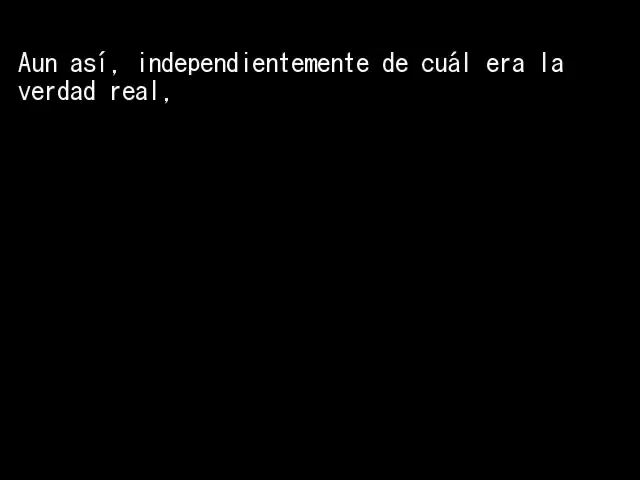 Aun así, independientemente de cuál era la
verdad real,